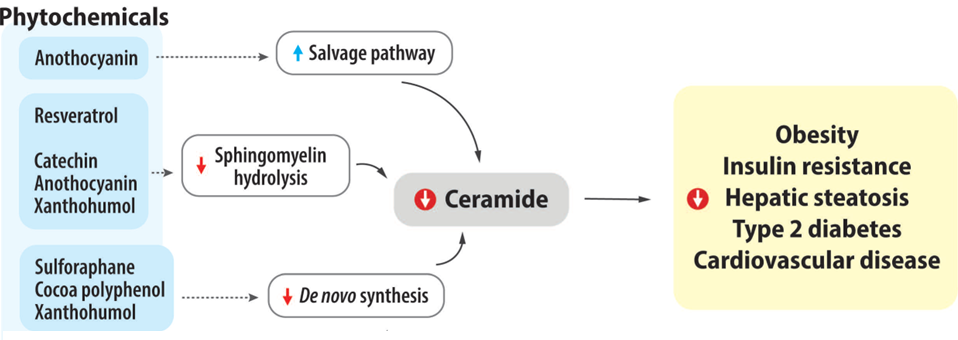 Phytochemicals
Anothocyanin
Salvage pathway
Resveratrol
Catechin
Anothocyanin
Xanthohumol
Sphingomyelin
hydrolysis
Ceramide
Sulforaphane
Cocoa polyphenol
Xanthohumol
De novo synthesis
Obesity
Insulin resistance
Hepatic steatosis
Type 2 diabetes
Cardiovascular disease